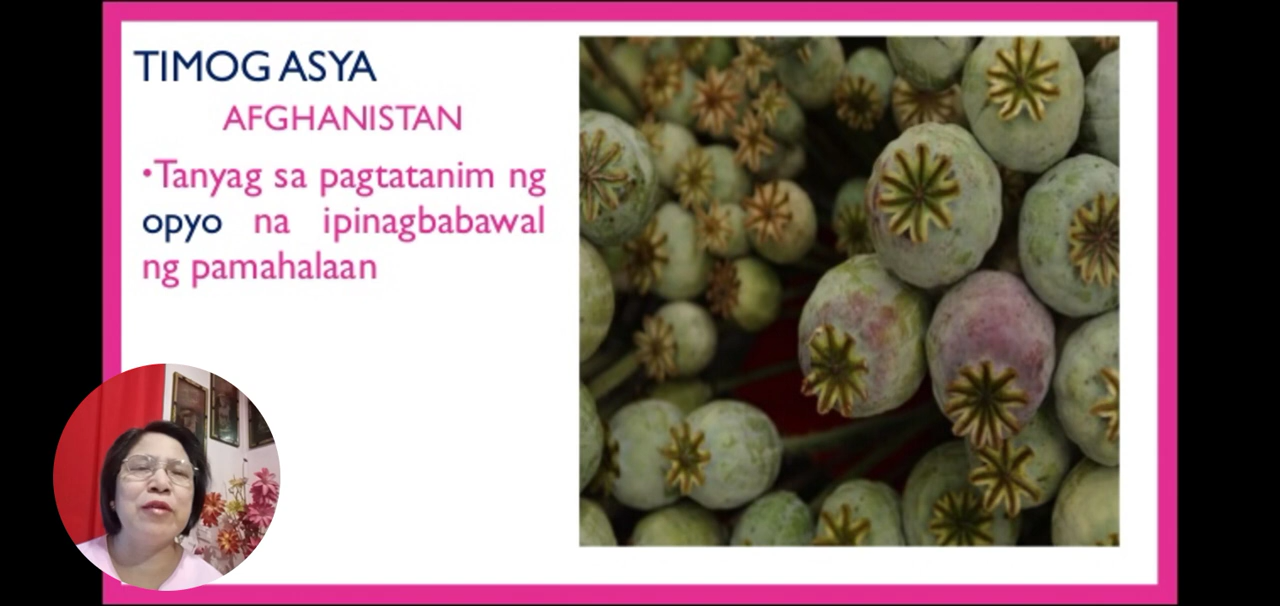 TIMOG ASYA
AFGHANISTAN
•Tanyag sa pagtatanim ng
opyo na ipinagbabawal
ng pamahalaan